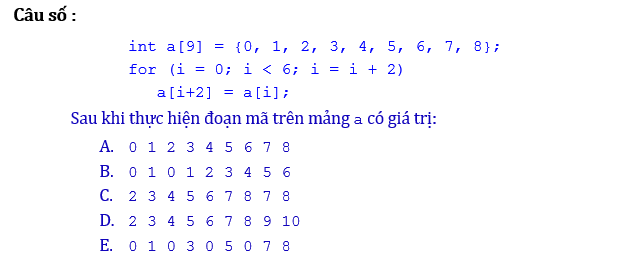 Câu số :
int a[9] = {0, 1, 2, 3, 4, 5, 6, 7, 8};
for (i = 0; i < 6; i = i + 2)
a[i+2] = a[i];
Sau khi thực hiện đoạn mã trên mảng a có giá trị:
A. 0 1 2 3 4 5 6 7 8
B. 0 1 0 1 2 3 4 5 6
C. 2 3 4 5 6 7 8 7 8
D. 2 3 4 5 6 7 8 9 10
E. 0 1 0 3 0 5 0 7 8